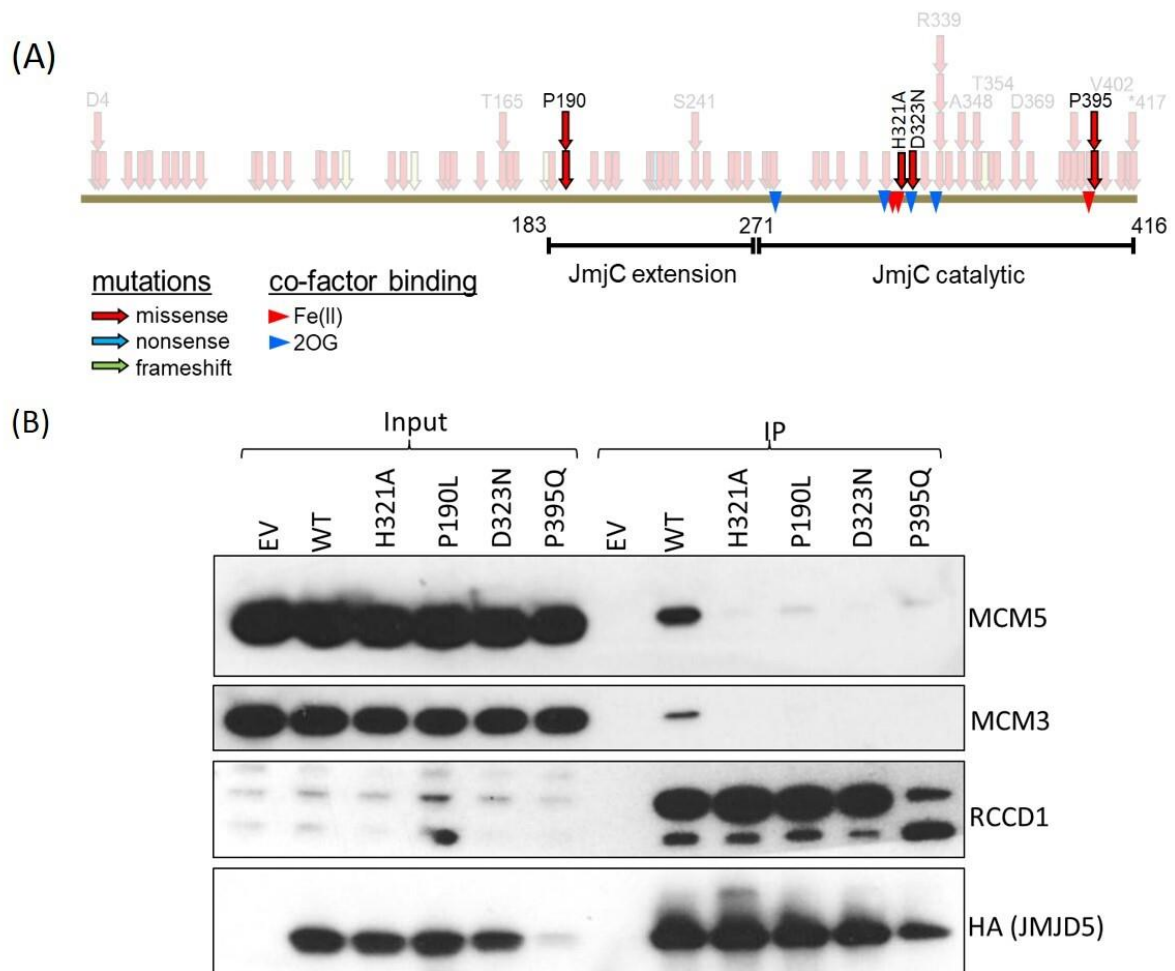 (A)
R339
D4
T165
P190
S241
H321A
D323N
A348
T354
D369
P395
V402
*417
183
271
416
JmjC extension
JmjC catalytic
mutations
co-factor binding
missense
Fe(II)
nonsense
2OG
frameshift
(B)
Input
IP
EV WT H321A P190L D323N P395Q EV WT H321A P190L D323N P395Q
MCM5
MCM3
RCCD1
HA (JMJD5)